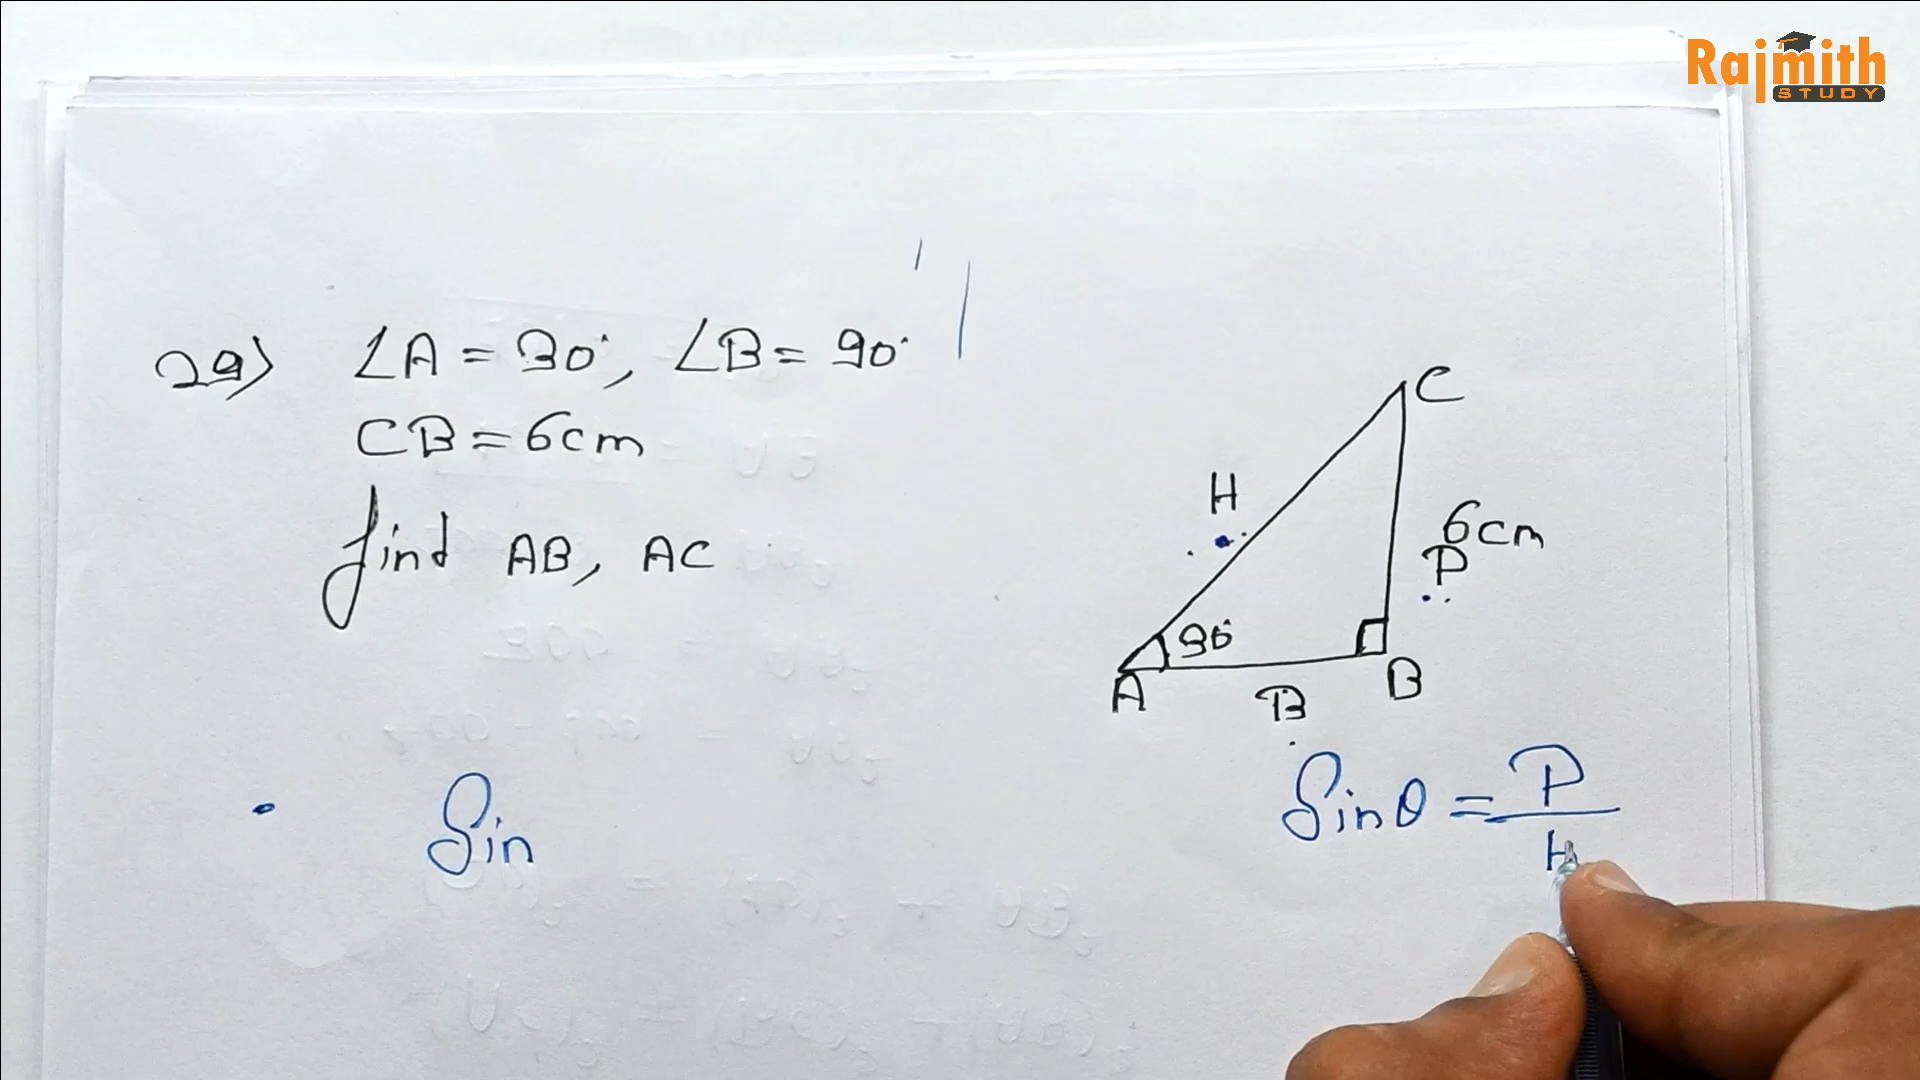 Rajmith
STUDY
29) ∠A = 30°, ∠B = 90°
CB = 6cm
find AB, AC
C
H
6cm
P
30°
A
B
B
Sinθ = P/H
Sin